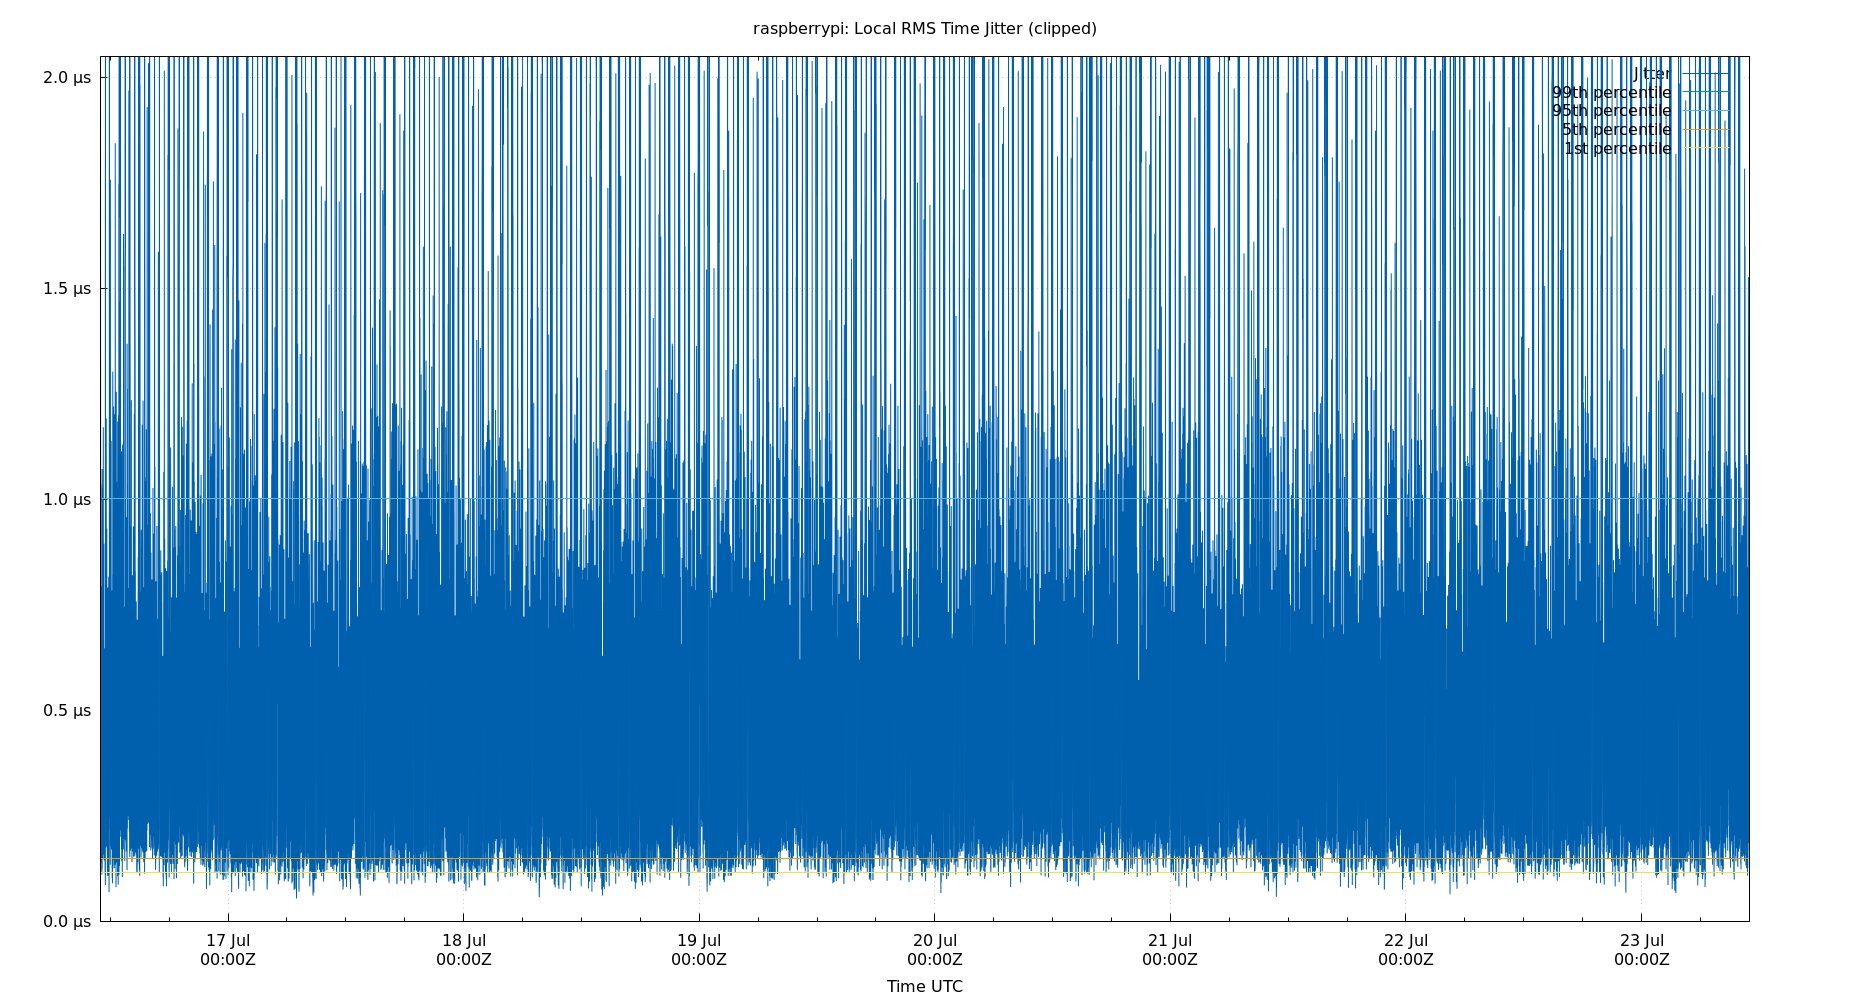 raspberrypi: Local RMS Time Jitter (clipped)
2.0 μs
1.5 μs
1.0 μs
0.5 μs
0.0 μs
Jitter
99th percentile
95th percentile
5th percentile
1st percentile
17 Jul 18 Jul 19 Jul 20 Jul 21 Jul 22 Jul 23 Jul
00:00Z 00:00Z 00:00Z 00:00Z 00:00Z 00:00Z 00:00Z
Time UTC